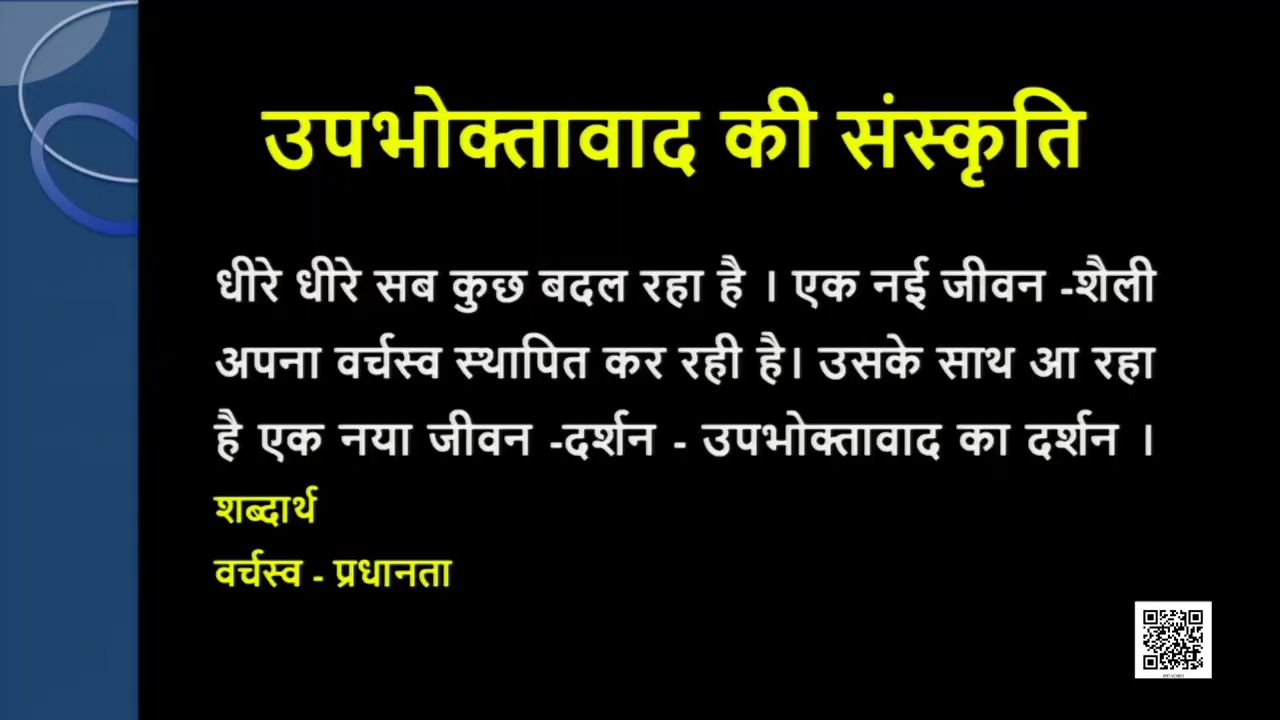 उपभोक्तावाद की संस्कृति
धीरे धीरे सब कुछ बदल रहा है । एक नई जीवन -शैली
अपना वर्चस्व स्थापित कर रही है। उसके साथ आ रहा
है एक नया जीवन -दर्शन - उपभोक्तावाद का दर्शन ।
शब्दार्थ
वर्चस्व - प्रधानता